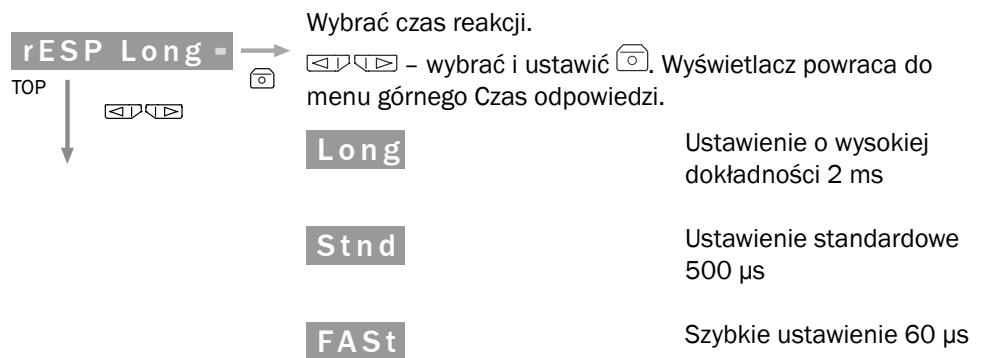 Wybrać czas reakcji.
rESP Long
– wybrać i ustawić . Wyświetlacz powraca do
TOP
menu górnego Czas odpowiedzi.
Long
Ustawienie o wysokiej
dokładności 2 ms
Stnd
Ustawienie standardowe
500 µs
FASt
Szybkie ustawienie 60 µs